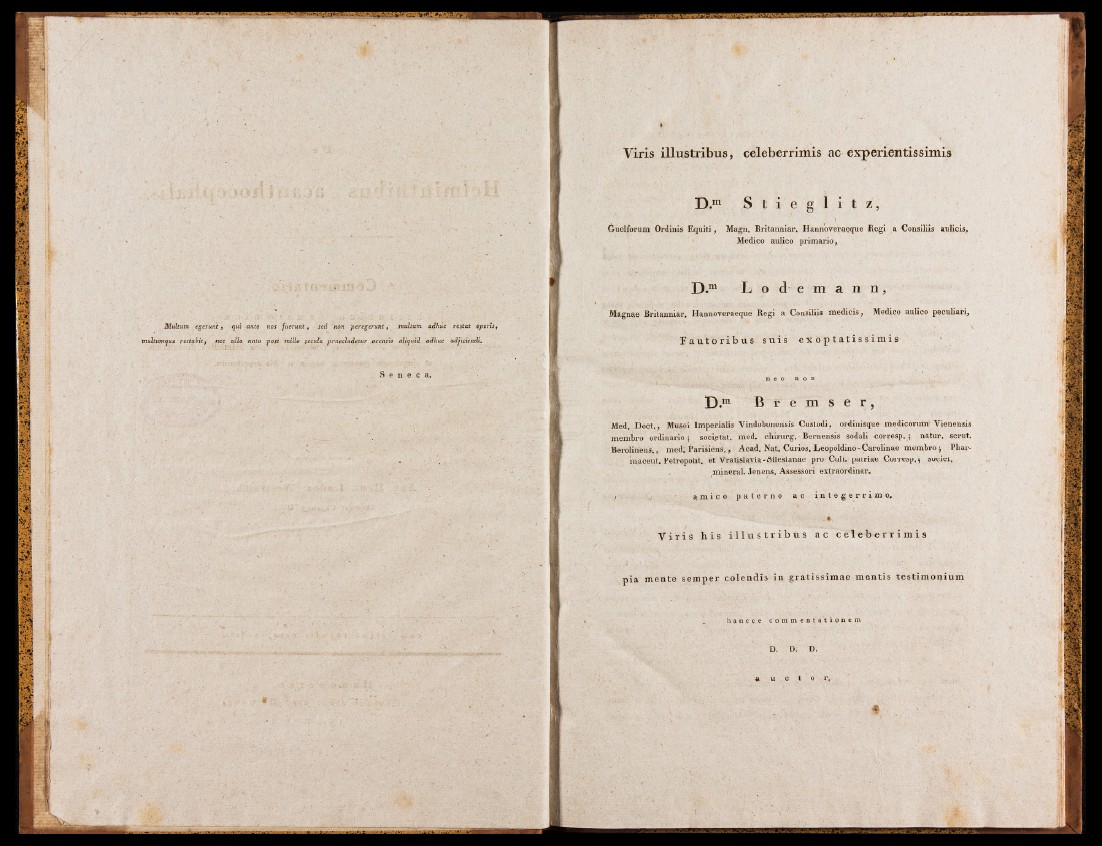 Multum egerunt, qui ante nos fuerunt, sed non peregerunt, multum adhuc restat operis,
multumque restabit, nec ulla nato post mille secula praecludetur occasio aliquid adhuc adjiciendi.
Seneca.
Viris illustribus, celeberrimis ac experientissimis
D.m Stieglitz,
Guelforum Ordinis Equiti, Magn. Britanniar. Hannoveraeque Regi a Consiliis aulicis,
Medico aulico primario,
D.m Lodemann,
Magnae Britanniar. Hannoveraeque Regi a Consiliis medicis, Medico aulico peculiari,
Fautoribus suis exoptatissimis
nec non
D.m Bremser,
Med. Doct., Musei Imperialis Vindobonensis Custodi, ordinisque medicorum Vienensis
membro ordinario; societat. med. chirurg. Bernensis sodali corresp.; natur. scrut.
Berolinens., med. Parisiens., Acad. Nat. Curios. Leopoldino-Carolinae membro; Phar-
maceut. Petropolit. et Vratislavia-Silesianae pro Cult. patriae Corresp.; societ.
mineral. Jenens. Assessori extraordinar.
amico paterno ac integerrimo.
Viris his illustribus ac celeberrimis
pia mente semper colendis in gratissimae mentis testimonium
hancce commentationem
D. D. D.
auctor.